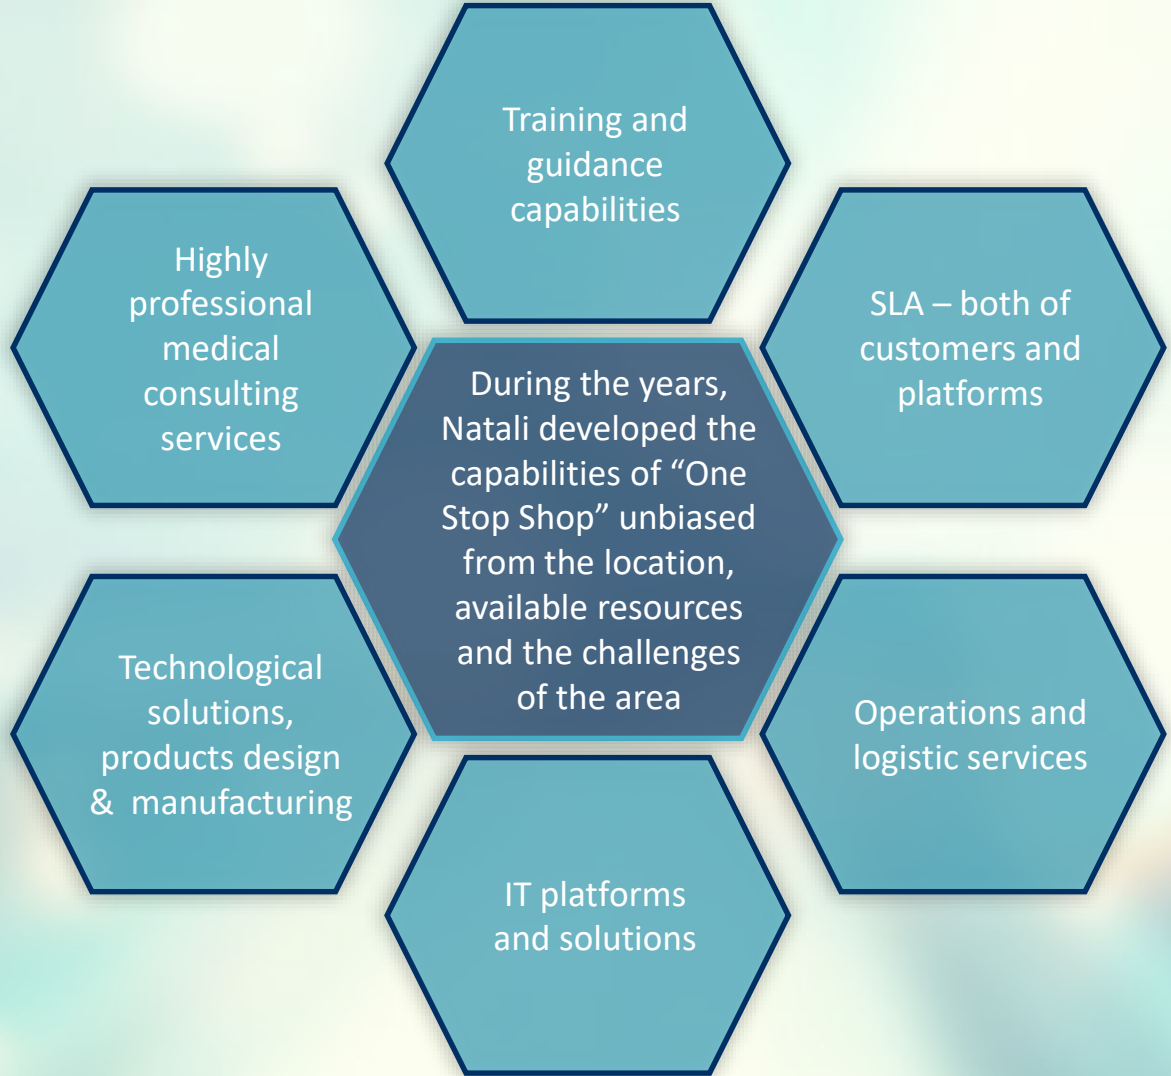 Training and
guidance
capabilities
Highly
professional
medical
consulting
services
SLA – both of
customers and
platforms
During the years,
Natali developed the
capabilities of “One
Stop Shop” unbiased
from the location,
available resources
and the challenges
of the area
Technological
solutions,
products design
&  manufacturing
Operations and
logistic services
IT platforms
and solutions